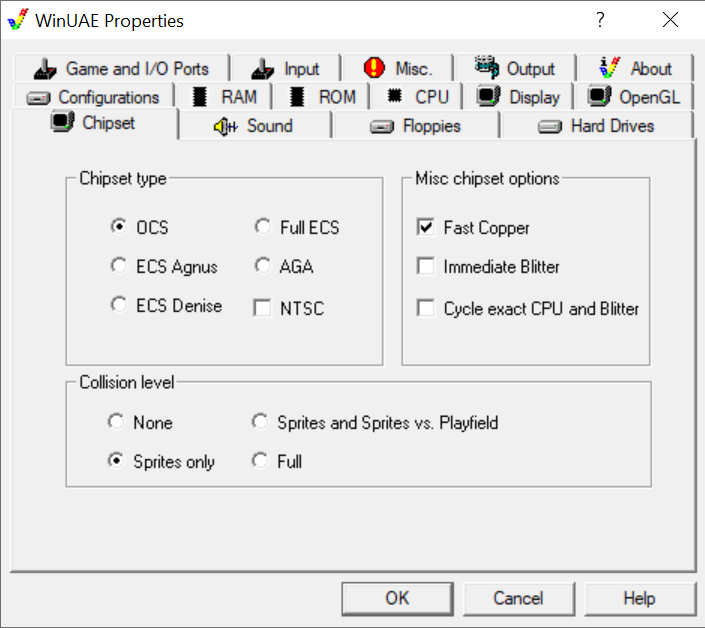 WinUAE Properties
Game and I/O Ports
Input
Misc.
Output
About
Configurations
RAM
ROM
CPU
Display
OpenGL
Chipset
Sound
Floppies
Hard Drives
Chipset type
OCS
Full ECS
ECS Agnus
AGA
ECS Denise
NTSC
Misc chipset options
Fast Copper
Immediate Blitter
Cycle exact CPU and Blitter
Collision level
None
Sprites and Sprites vs. Playfield
Sprites only
Full
OK
Cancel
Help